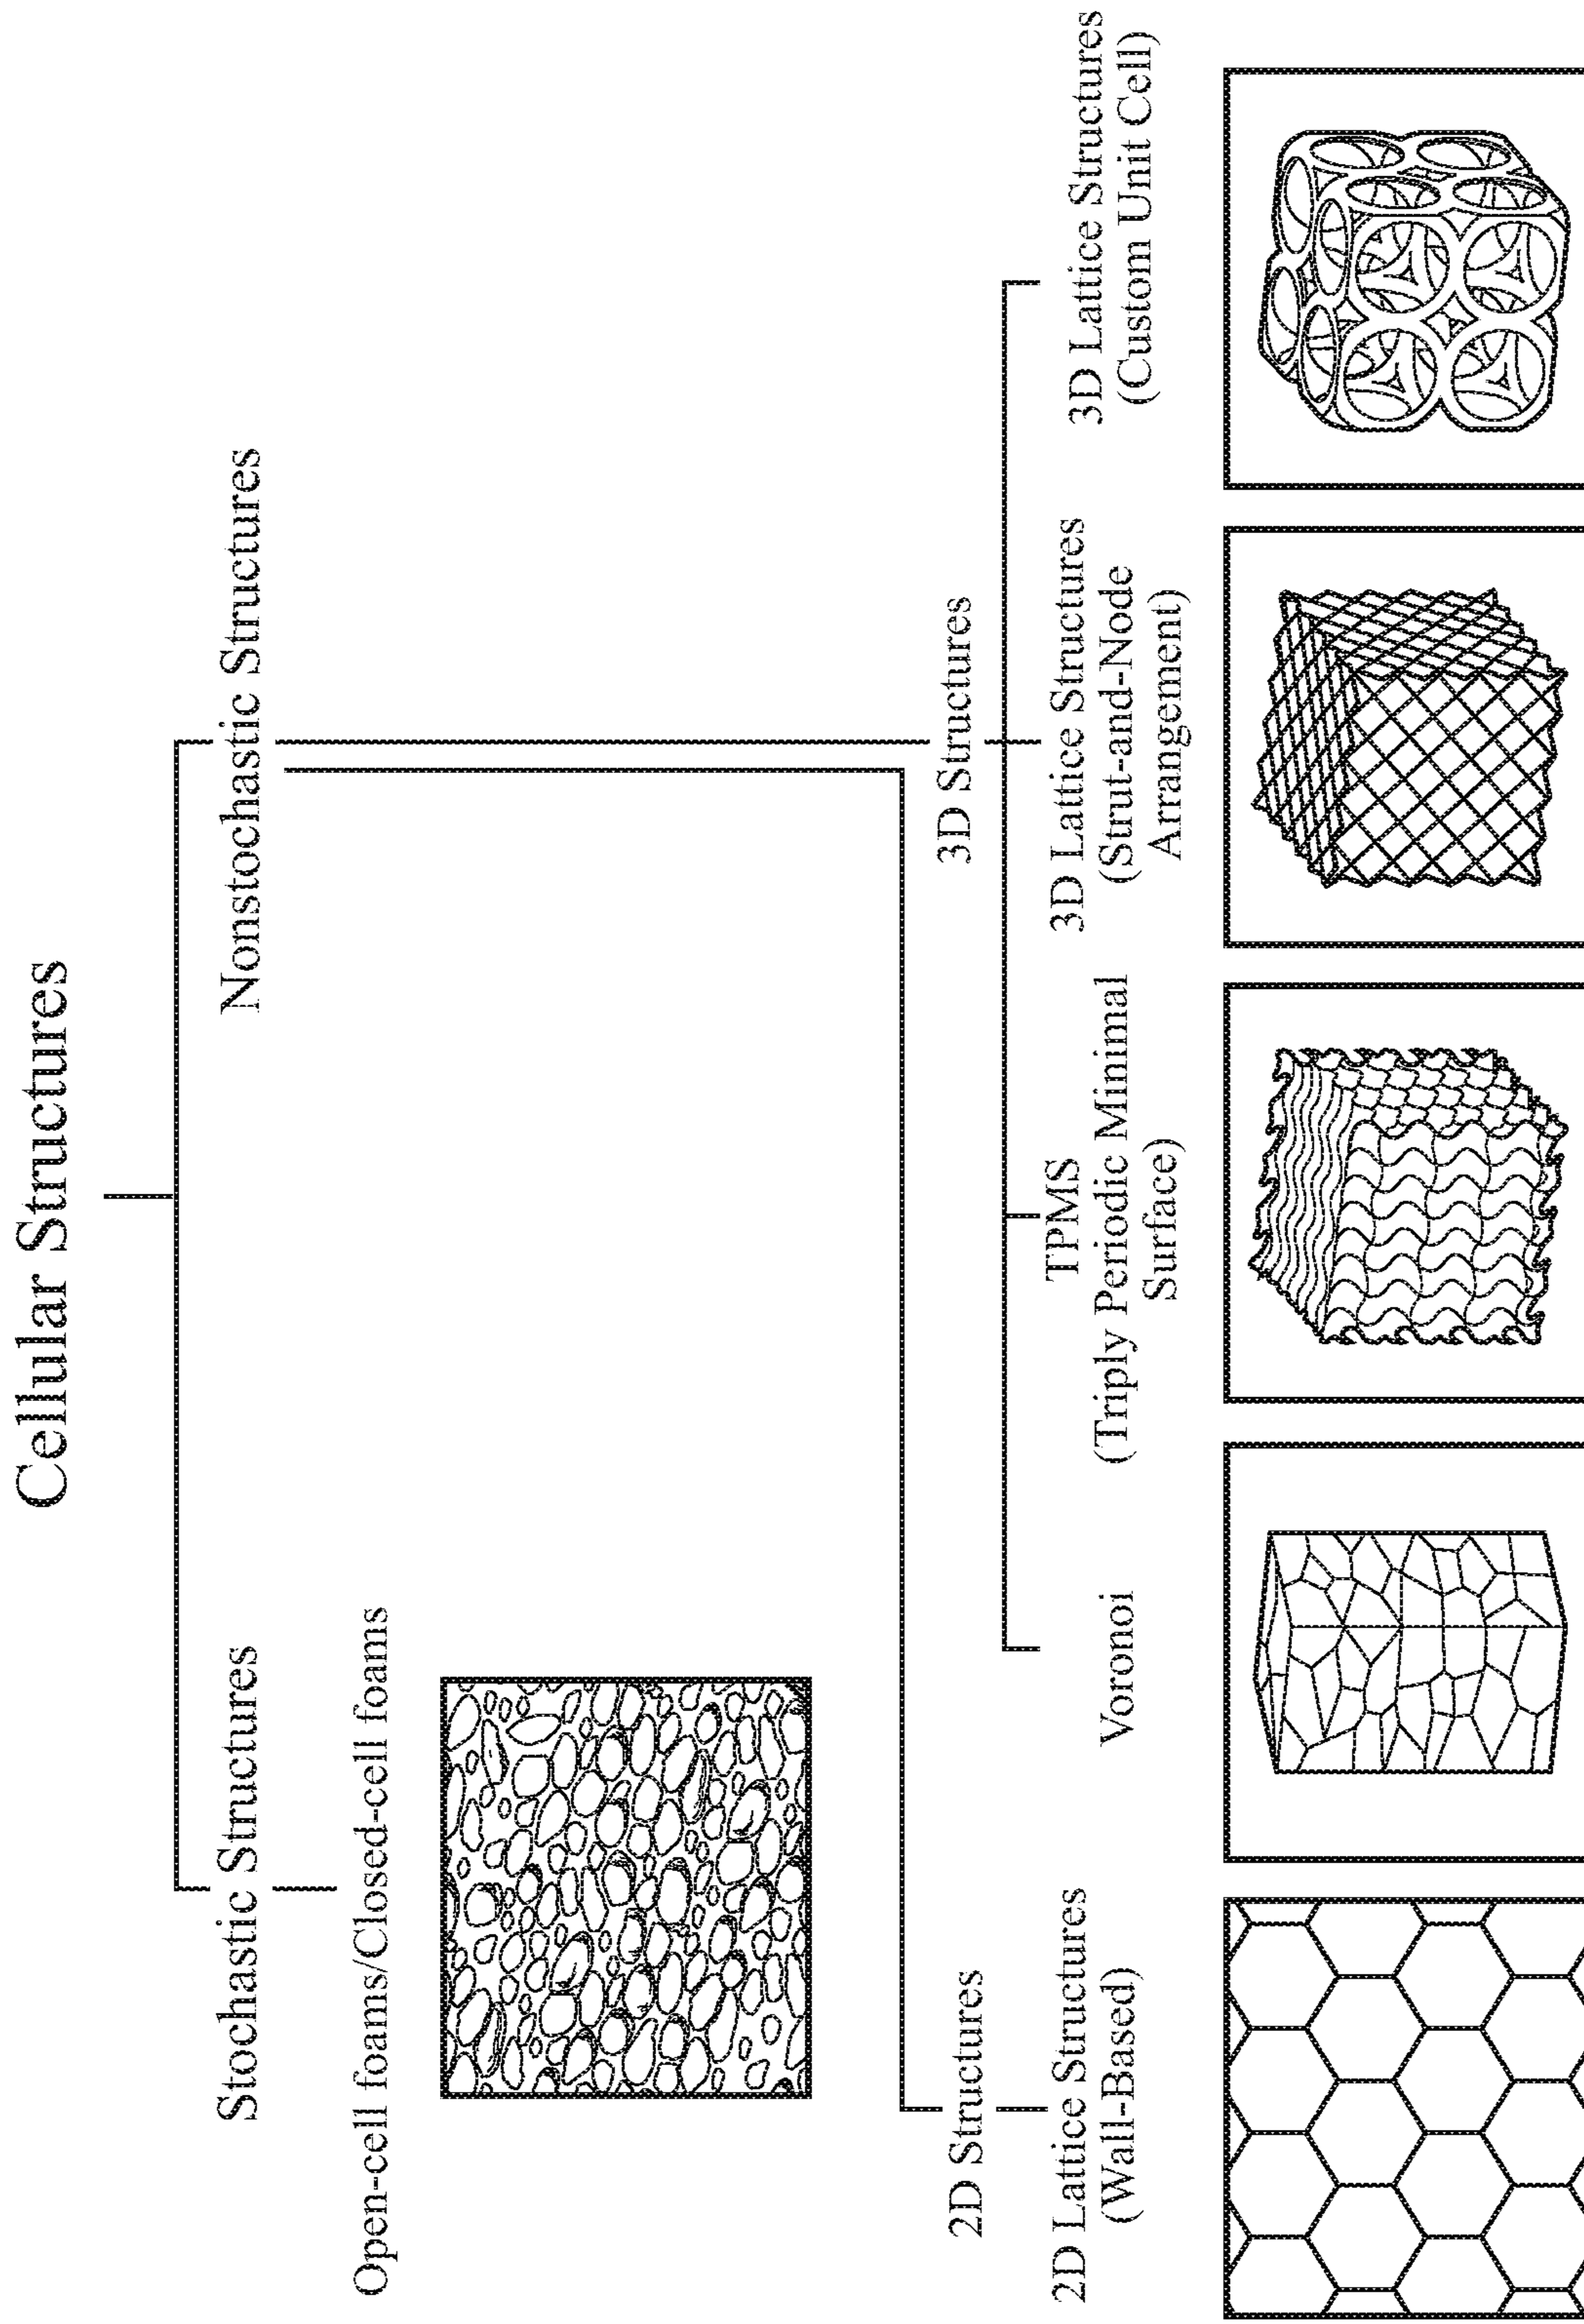 Cellular Structures
Stochastic Structures
Nonstochastic Structures
Open-cell foams/Closed-cell foams
2D Structures
3D Structures
2D Lattice Structures
(Wall-Based)
Voronoi
TPMS
(Triply Periodic Minimal
Surface)
3D Lattice Structures
(Strut-and-Node
Arrangement)
3D Lattice Structures
(Custom Unit Cell)